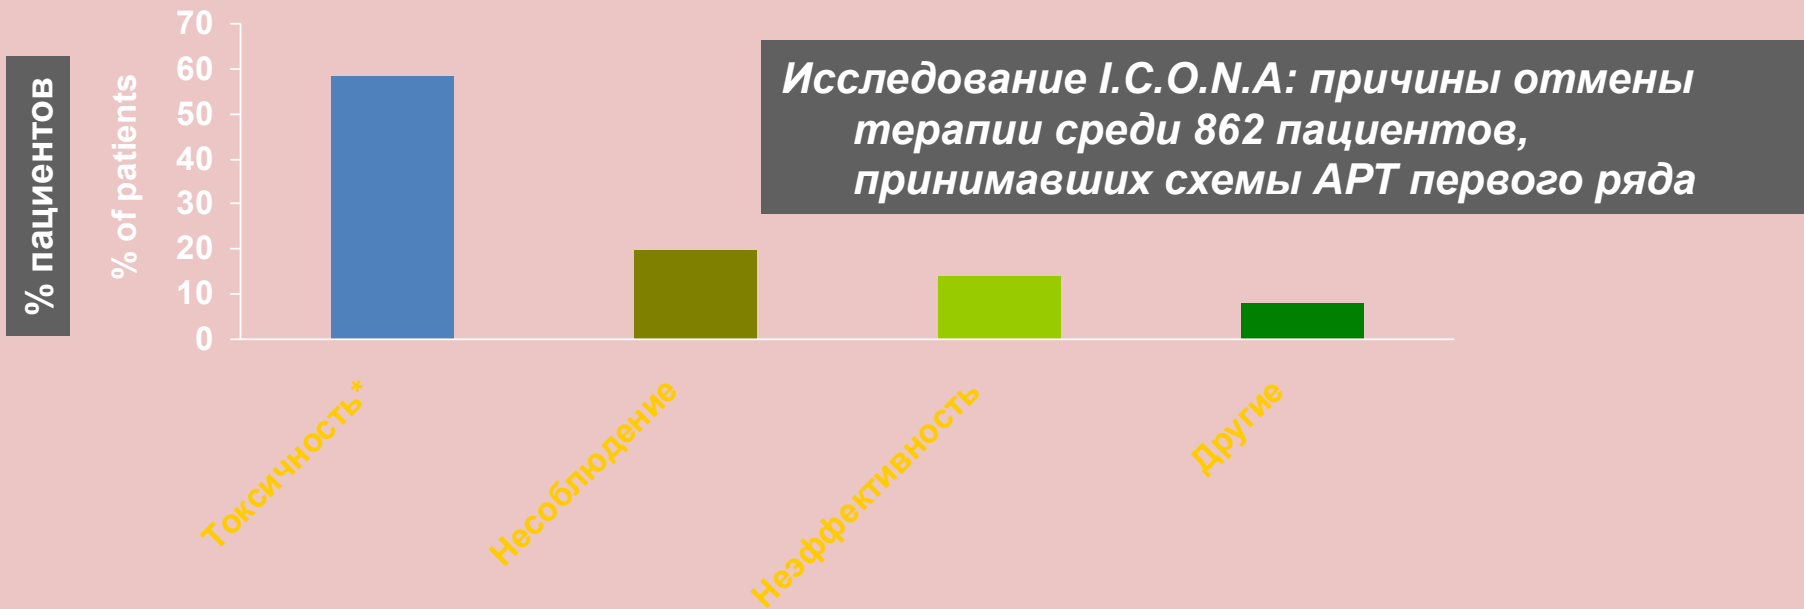 % пациентов
% of patients
70
60
50
40
30
20
10
0
Исследование I.C.O.N.A: причины отмены
терапии среди 862 пациентов,
принимавших схемы АРТ первого ряда
Токсичность*
Несоблюдение
Неэффективность
Другие